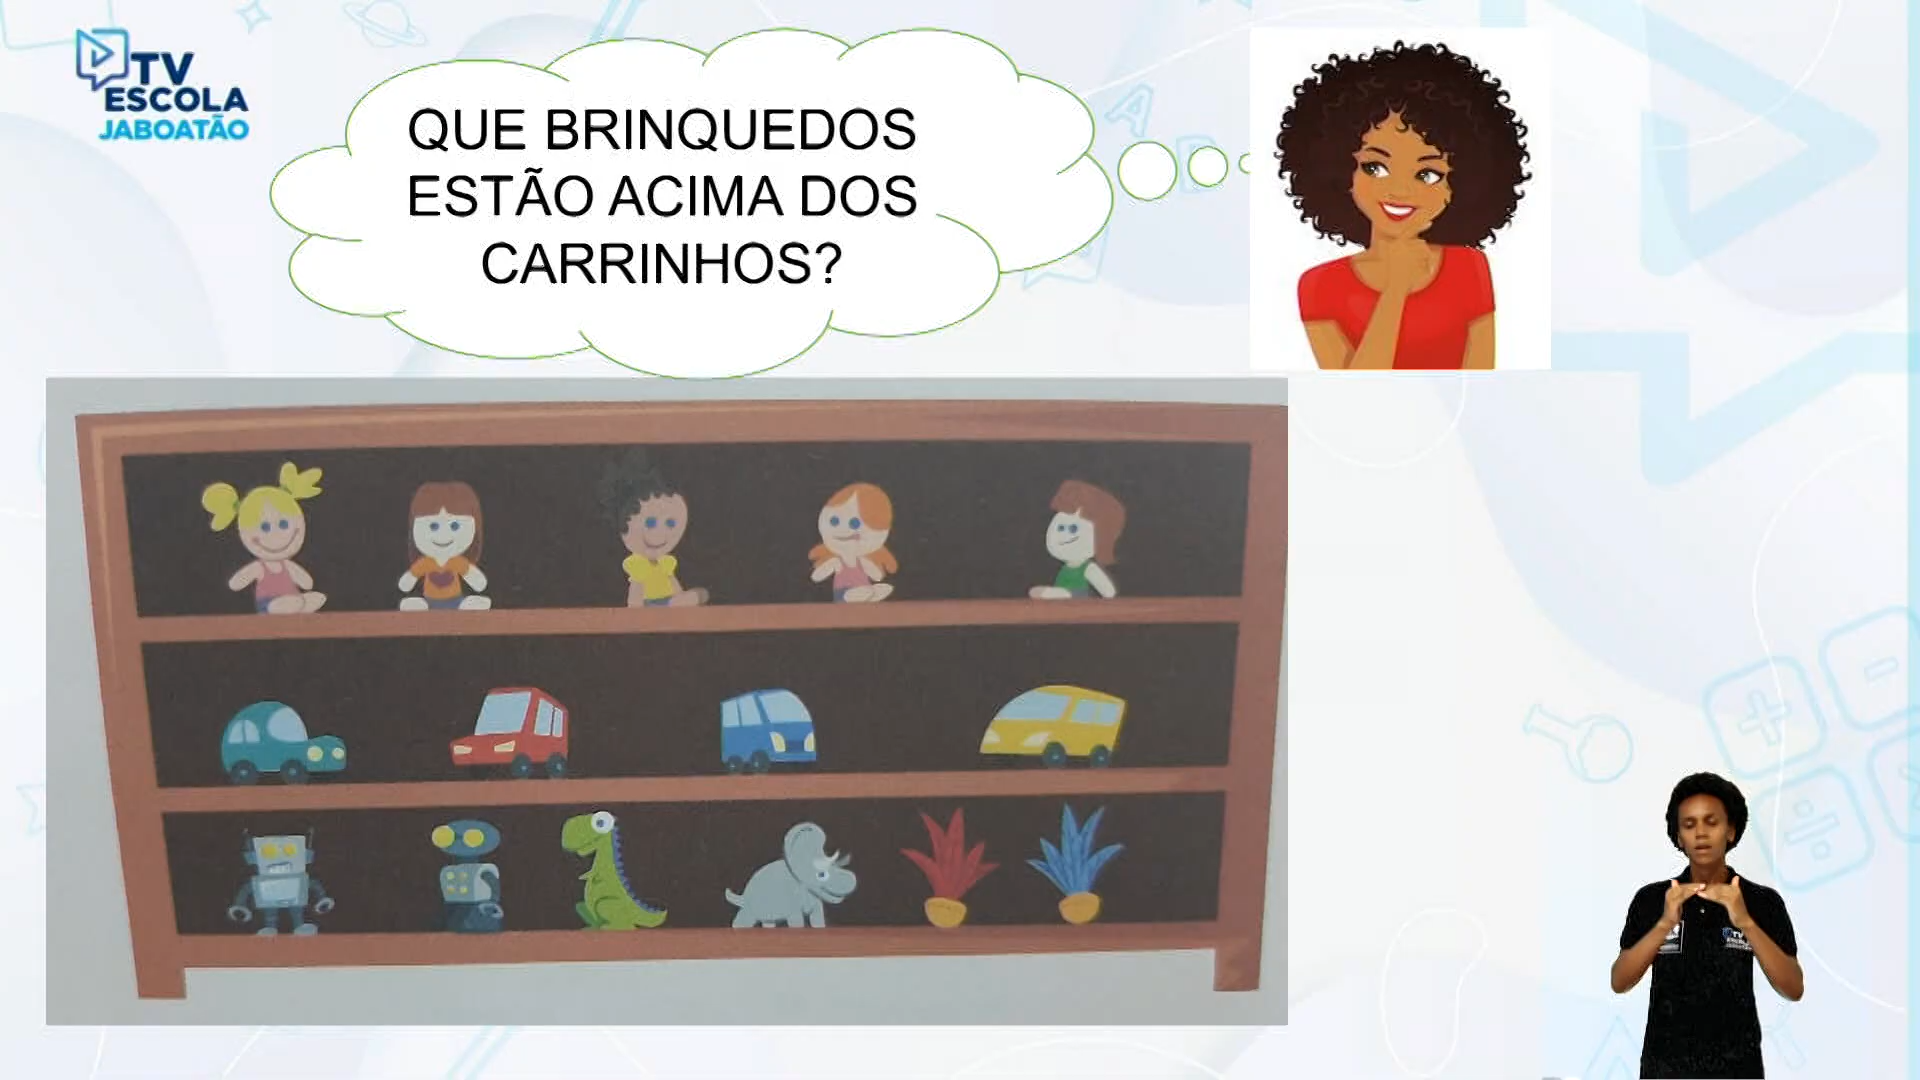 TV
ESCOLA
JABOATÃO
QUE BRINQUEDOS
ESTÃO ACIMA DOS
CARRINHOS?